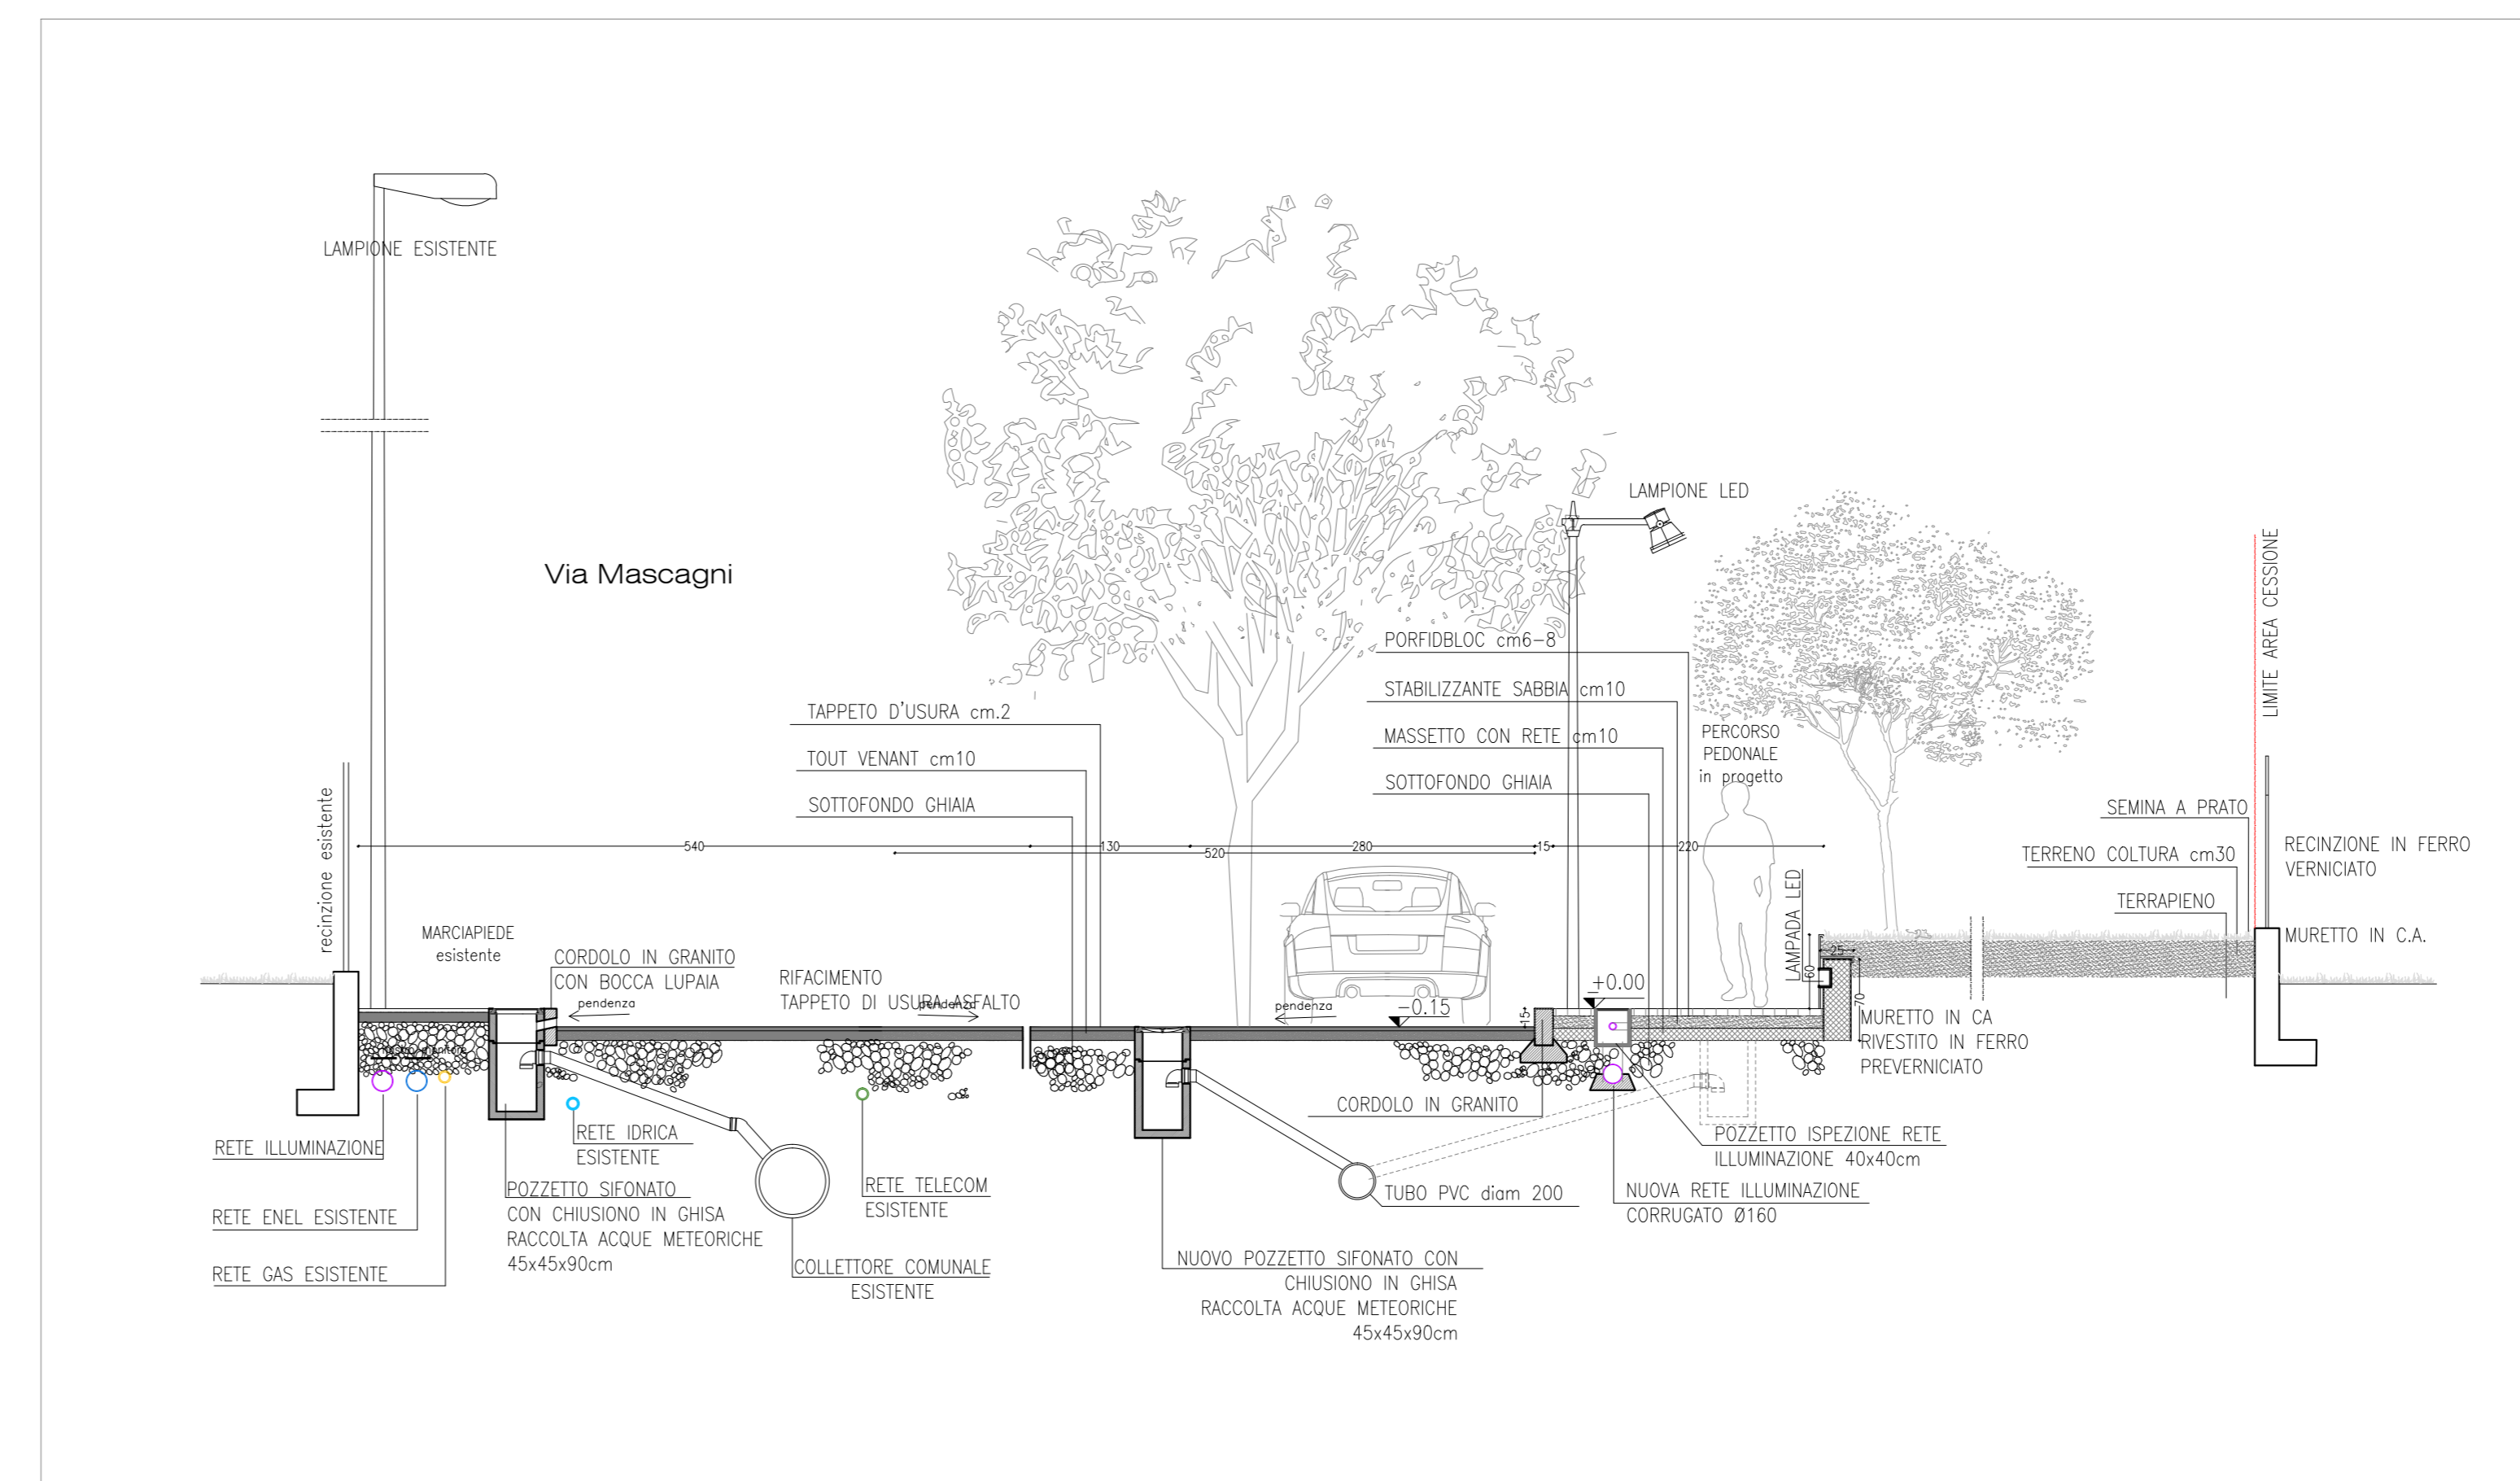 LAMPIONE ESISTENTE
Via Mascagni
LAMPIONE LED
LIMITE AREA CESSIONE
PORFIDBLOC cm6-8
STABILIZZANTE SABBIA cm10
MASSETTO CON RETE cm10
SOTTOFONDO GHIAIA
TAPPETO D'USURA cm.2
TOUT VENANT cm10
SOTTOFONDO GHIAIA
PERCORSO
PEDONALE
in progetto
recinzione esistente
540
130
280
15
220
520
SEMINA A PRATO
TERRENO COLTURA cm30
TERRAPIENO
RECINZIONE IN FERRO
VERNICIATO
MURETTO IN C.A.
MARCIAPIEDE
esistente
CORDOLO IN GRANITO
CON BOCCA LUPAIA
RIFACIMENTO
TAPPETO DI USURA ASFALTO
pendenza
pendenza
pendenza
-0.15
15
+0.00
LAMPADA LED
60
25
70
MURETTO IN CA
RIVESTITO IN FERRO
PREVERNICIATO
CORDOLO IN GRANITO
POZZETTO ISPEZIONE RETE
ILLUMINAZIONE 40x40cm
NUOVA RETE ILLUMINAZIONE
CORRUGATO Ø160
TUBO PVC diam 200
RETE ILLUMINAZIONE
RETE ENEL ESISTENTE
RETE GAS ESISTENTE
RETE IDRICA
ESISTENTE
POZZETTO SIFONATO
CON CHIUSIONO IN GHISA
RACCOLTA ACQUE METEORICHE
45x45x90cm
COLLETTORE COMUNALE
ESISTENTE
RETE TELECOM
ESISTENTE
NUOVO POZZETTO SIFONATO CON
CHIUSIONO IN GHISA
RACCOLTA ACQUE METEORICHE
45x45x90cm